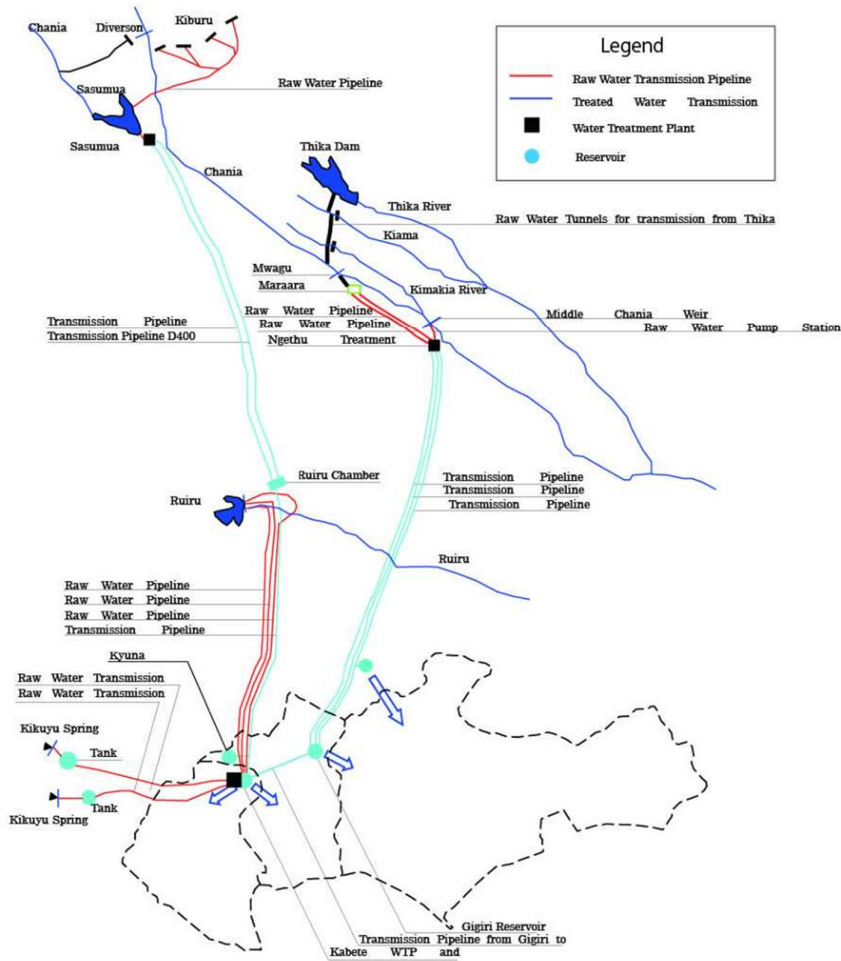 Chania
Diverson
Kiburu
Legend
Raw Water Transmission Pipeline
Treated Water Transmission
Water Treatment Plant
Reservoir
Raw Water Pipeline
Sasumua
Sasumua
Thika Dam
Chania
Thika River
Raw Water Tunnels for transmission from Thika
Kiama
Mwagu
Maraara
Kimakia River
Raw Water Pipeline
Raw Water Pipeline
Ngethu Treatment
Middle Chania Weir
Raw Water Pump Station
Transmission Pipeline
Transmission Pipeline D400
Ruiru Chamber
Ruiru
Transmission Pipeline
Transmission Pipeline
Transmission Pipeline
Ruiru
Raw Water Pipeline
Raw Water Pipeline
Raw Water Pipeline
Transmission Pipeline
Kyuna
Raw Water Transmission
Raw Water Transmission
Kikuyu Spring
Tank
Tank
Kikuyu Spring
Gigiri Reservoir
Transmission Pipeline from Gigiri to
Kabete WTP and